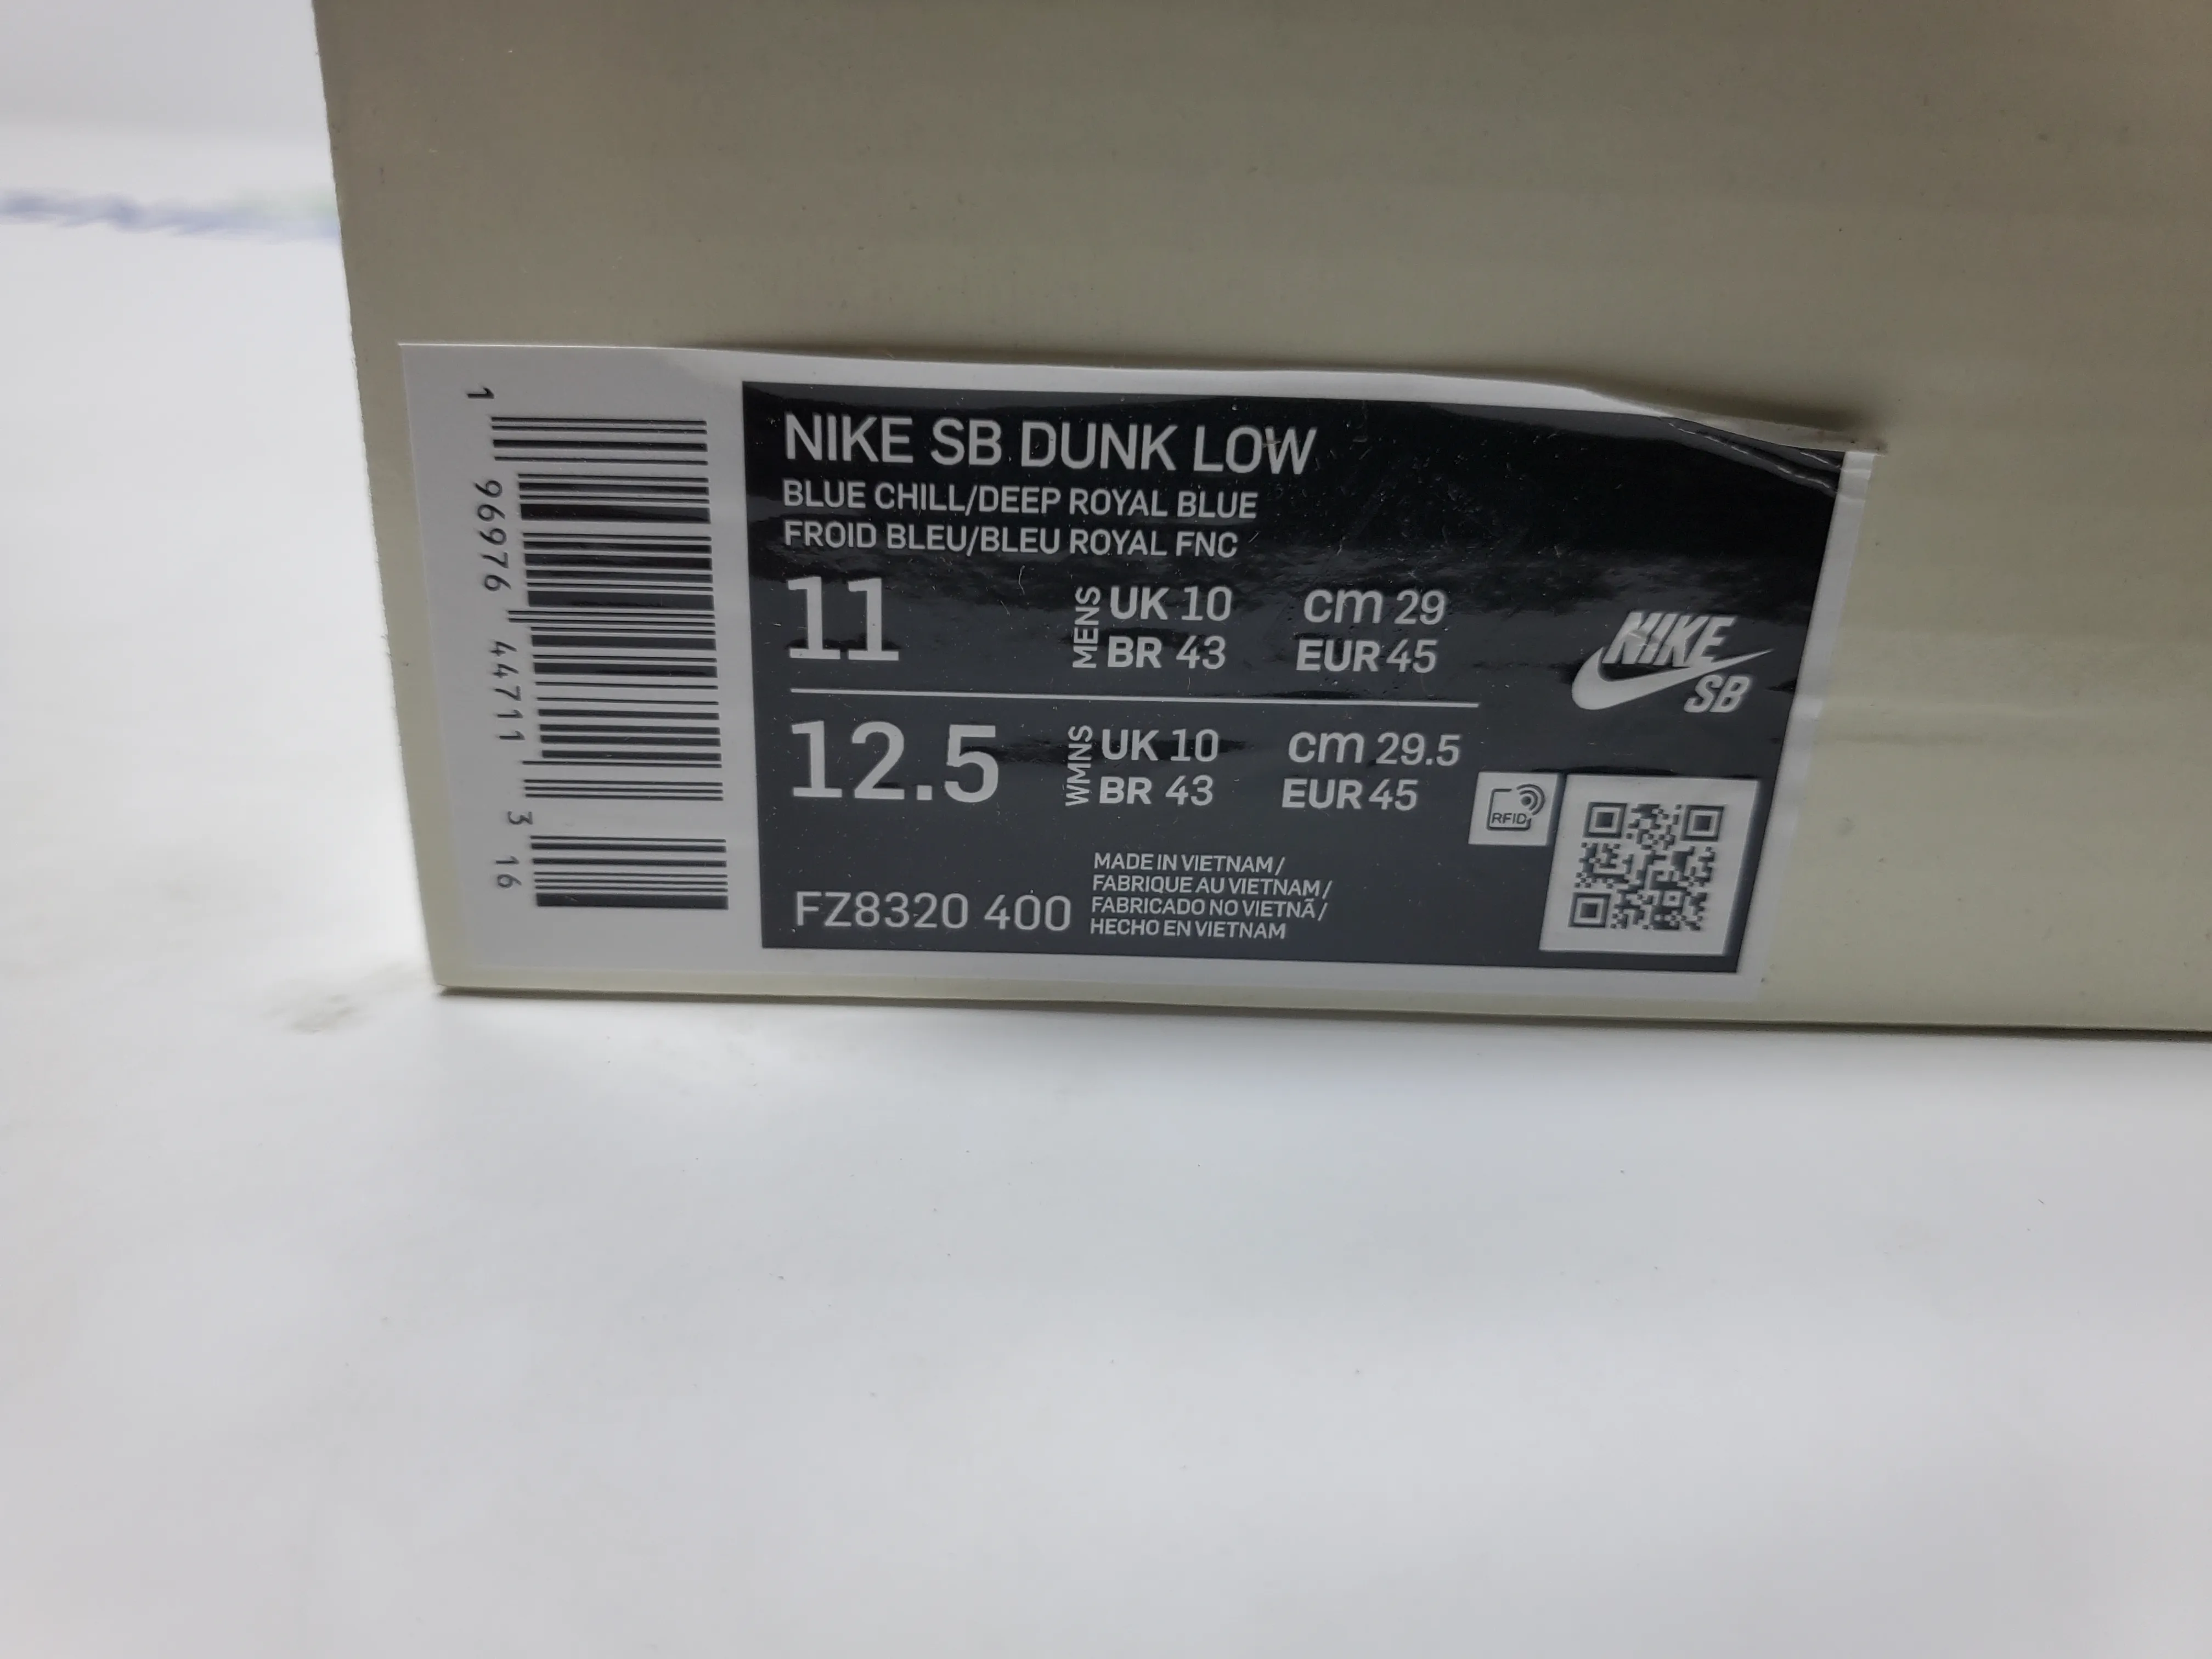 1 96976 44711 3 16
NIKE SB DUNK LOW
BLUE CHILL/DEEP ROYAL BLUE
FROID BLEU/BLEU ROYAL FNC
11 MENS UK 10 cm 29
BR 43 EUR 45
12.5 WMNS UK 10 cm 29.5
BR 43 EUR 45
NIKE
SB
RFID
FZ8320 400
MADE IN VIETNAM /
FABRIQUE AU VIETNAM /
FABRICADO NO VIETNÃ /
HECHO EN VIETNAM